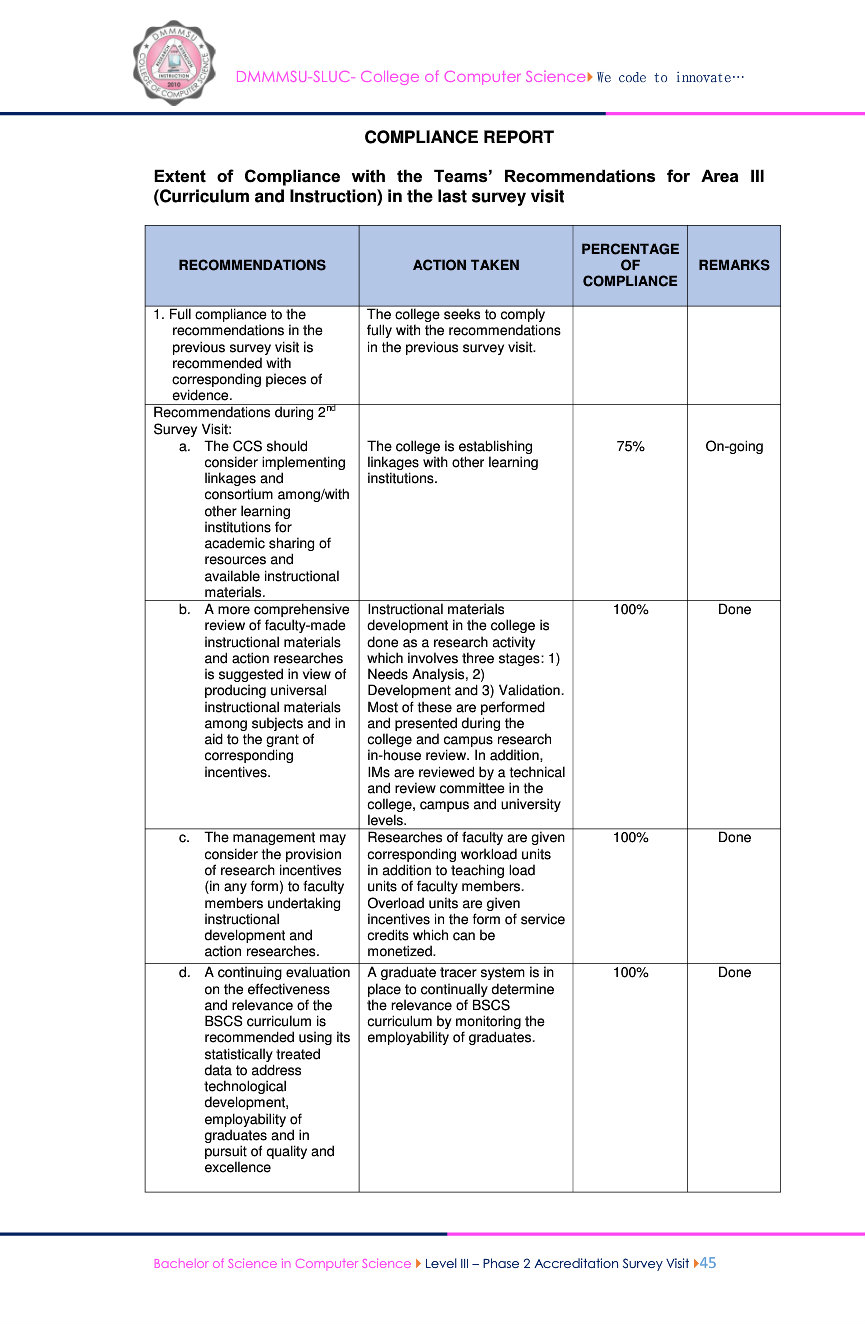 DMMMSU
COLLEGE OF COMPUTER SCIENCE
RESEARCH
EXTENSION
INSTRUCTION
2010
DMMMSU-SLUC- College of Computer Science We code to innovate…
COMPLIANCE REPORT
Extent of Compliance with the Teams’ Recommendations for Area III
(Curriculum and Instruction) in the last survey visit
RECOMMENDATIONS
ACTION TAKEN
PERCENTAGE
OF
COMPLIANCE
REMARKS
1. Full compliance to the
recommendations in the
previous survey visit is
recommended with
corresponding pieces of
evidence.
The college seeks to comply
fully with the recommendations
in the previous survey visit.
Recommendations during 2nd
Survey Visit:
a. The CCS should
consider implementing
linkages and
consortium among/with
other learning
institutions for
academic sharing of
resources and
available instructional
materials.
The college is establishing
linkages with other learning
institutions.
75%
On-going
b. A more comprehensive
review of faculty-made
instructional materials
and action researches
is suggested in view of
producing universal
instructional materials
among subjects and in
aid to the grant of
corresponding
incentives.
Instructional materials
development in the college is
done as a research activity
which involves three stages: 1)
Needs Analysis, 2)
Development and 3) Validation.
Most of these are performed
and presented during the
college and campus research
in-house review. In addition,
IMs are reviewed by a technical
and review committee in the
college, campus and university
levels.
100%
Done
c. The management may
consider the provision
of research incentives
(in any form) to faculty
members undertaking
instructional
development and
action researches.
Researches of faculty are given
corresponding workload units
in addition to teaching load
units of faculty members.
Overload units are given
incentives in the form of service
credits which can be
monetized.
100%
Done
d. A continuing evaluation
on the effectiveness
and relevance of the
BSCS curriculum is
recommended using its
statistically treated
data to address
technological
development,
employability of
graduates and in
pursuit of quality and
excellence
A graduate tracer system is in
place to continually determine
the relevance of BSCS
curriculum by monitoring the
employability of graduates.
100%
Done
Bachelor of Science in Computer Science Level III – Phase 2 Accreditation Survey Visit 45